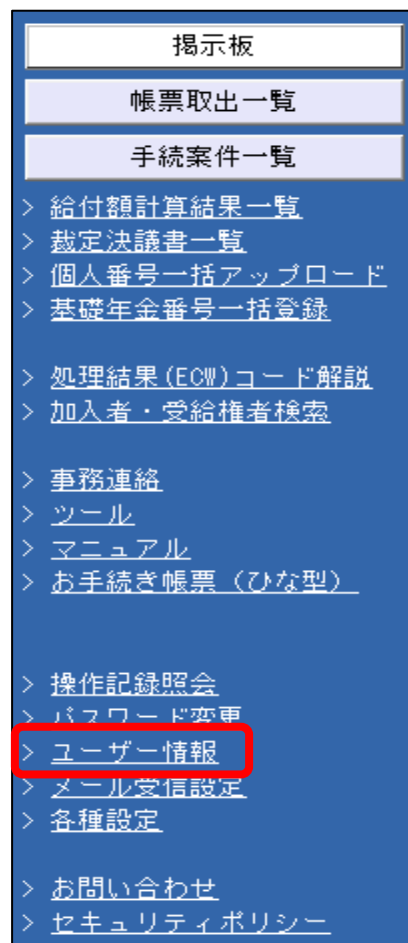 掲示板
帳票取出一覧
手続案件一覧
> 給付額計算結果一覧
> 裁定決議書一覧
> 個人番号一括アップロード
> 基礎年金番号一括登録
> 処理結果(ECW)コード解説
> 加入者・受給権者検索
> 事務連絡
> ツール
> マニュアル
> お手続き帳票（ひな型）
> 操作記録照会
> パスワード変更
> ユーザー情報
> メール受信設定
> 各種設定
> お問い合わせ
> セキュリティポリシー